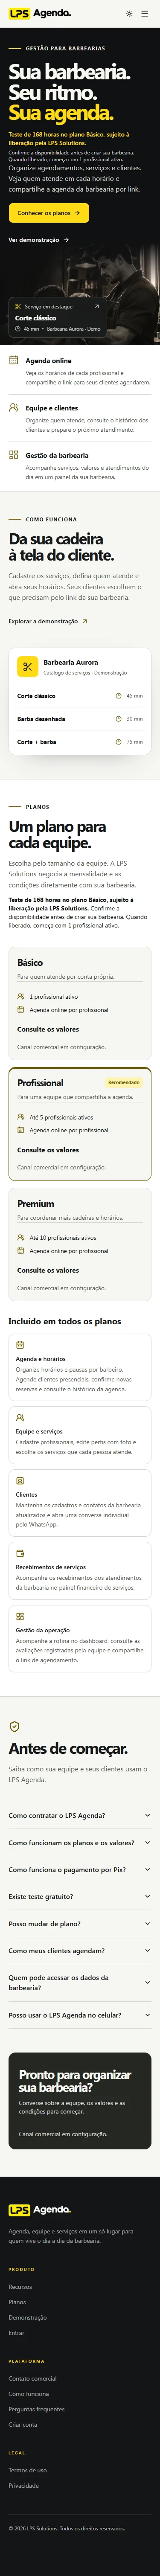 LPS Agenda.
GESTÃO PARA BARBEARIAS
Sua barbearia.
Seu ritmo.
Sua agenda.
Teste de 168 horas no plano Básico, sujeito à
liberação pela LPS Solutions.
Confirme a disponibilidade antes de criar sua barbearia.
Quando liberado, começa com 1 profissional ativo.
Organize agendamentos, serviços e clientes.
Veja quem atende em cada horário e
compartilhe a agenda da barbearia por link.
Conhecer os planos
Ver demonstração
Serviço em destaque
Corte clássico
45 min • Barbearia Aurora · Demo
Agenda online
Veja os horários de cada profissional e
compartilhe o link para seus clientes agendarem.
Equipe e clientes
Organize quem atende, consulte o histórico dos
clientes e prepare o próximo atendimento.
Gestão da barbearia
Acompanhe serviços, valores e atendimentos do
dia em um painel da sua barbearia.
COMO FUNCIONA
Da sua cadeira
à tela do cliente.
Cadastre os serviços, defina quem atende e
abra seus horários. Seus clientes escolhem o
que precisam pelo link da sua barbearia.
Explorar a demonstração
Barbearia Aurora
Catálogo de serviços · Demonstração
Corte clássico 45 min
Barba desenhada 30 min
Corte + barba 75 min
PLANOS
Um plano para
cada equipe.
Escolha pelo tamanho da equipe. A LPS
Solutions negocia a mensalidade e as
condições diretamente com sua barbearia.
Teste de 168 horas no plano Básico, sujeito à
liberação pela LPS Solutions. Confirme a
disponibilidade antes de criar sua barbearia. Quando
liberado, começa com 1 profissional ativo.
Básico
Para quem atende por conta própria.
1 profissional ativo
Agenda online por profissional
Consulte os valores
Canal comercial em configuração.
Profissional
Recomendado
Para uma equipe que compartilha a agenda.
Até 5 profissionais ativos
Agenda online por profissional
Consulte os valores
Canal comercial em configuração.
Premium
Para coordenar mais cadeiras e horários.
Até 10 profissionais ativos
Agenda online por profissional
Consulte os valores
Canal comercial em configuração.
Incluído em todos os planos
Agenda e horários
Organize horários e pausas por barbeiro.
Agende clientes presenciais, confirme novas
reservas e consulte o histórico da agenda.
Equipe e serviços
Cadastre profissionais, edite perfis com foto e
escolha os serviços que cada pessoa atende.
Clientes
Mantenha os cadastros e contatos da barbearia
atualizados e abra uma conversa individual
pelo WhatsApp.
Recebimentos de serviços
Acompanhe os recebimentos dos atendimentos
da barbearia no painel financeiro de serviços.
Gestão da operação
Acompanhe a rotina no dashboard, consulte as
avaliações registradas pela equipe e compartilhe
o link de agendamento.
Antes de começar.
Saiba como sua equipe e seus clientes usam o
LPS Agenda.
Como contratar o LPS Agenda?
Como funcionam os planos e os valores?
Como funciona o pagamento por Pix?
Existe teste gratuito?
Posso mudar de plano?
Como meus clientes agendam?
Quem pode acessar os dados da
barbearia?
Posso usar o LPS Agenda no celular?
Pronto para organizar
sua barbearia?
Converse sobre a equipe, os valores e as
condições para começar.
Canal comercial em configuração.
LPS Agenda.
Agenda, equipe e serviços em um só lugar para
quem vive o dia a dia da barbearia.
PRODUTO
Recursos
Planos
Demonstração
Entrar
PLATAFORMA
Contato comercial
Como funciona
Perguntas frequentes
Criar conta
LEGAL
Termos de uso
Privacidade
© 2026 LPS Solutions. Todos os direitos reservados.